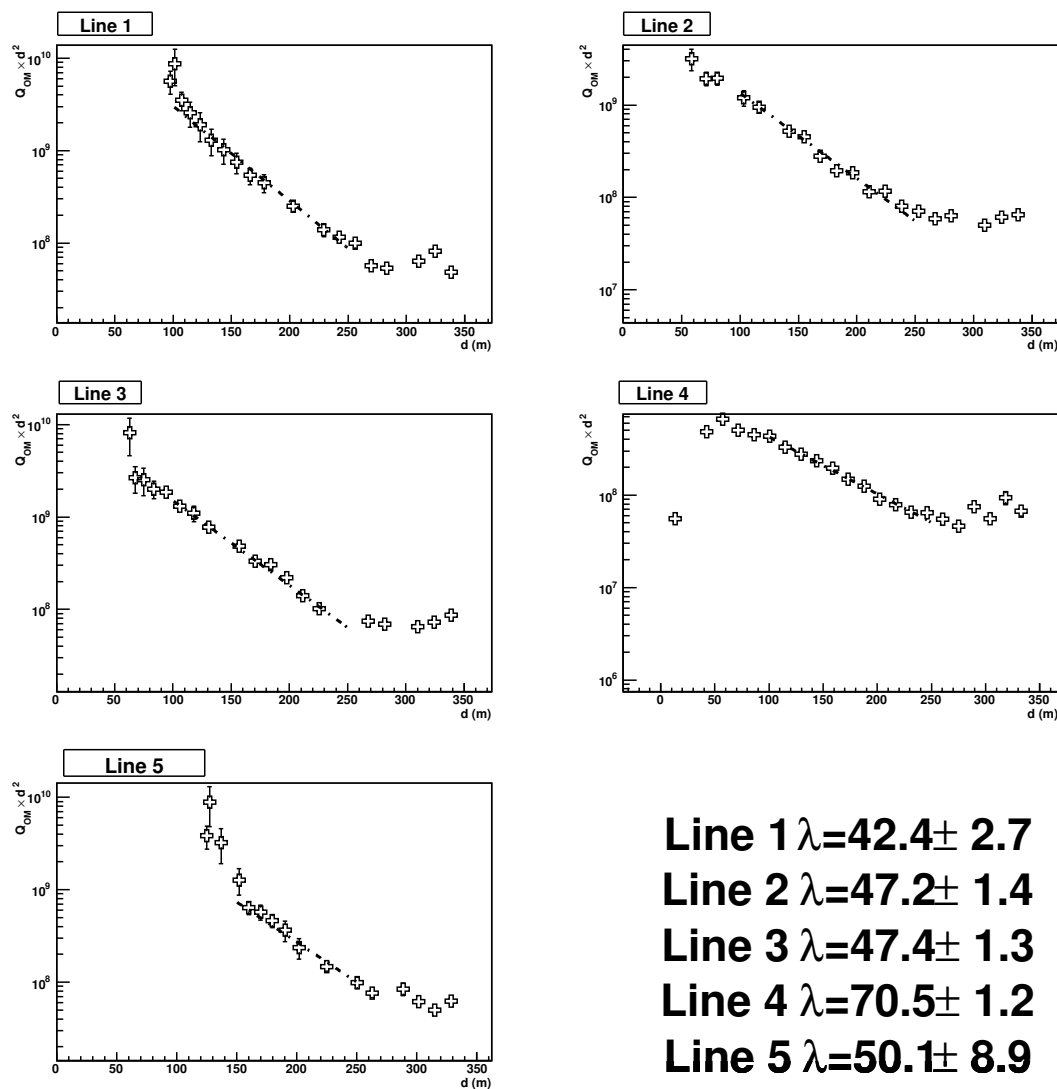 Line 1
Q_OM × d²
10¹⁰
10⁹
10⁸
0 50 100 150 200 250 300 350
d (m)
Line 2
Q_OM × d²
10⁹
10⁸
10⁷
0 50 100 150 200 250 300 350
d (m)
Line 3
Q_OM × d²
10¹⁰
10⁹
10⁸
0 50 100 150 200 250 300 350
d (m)
Line 4
Q_OM × d²
10⁸
10⁷
10⁶
0 50 100 150 200 250 300 350
d (m)
Line 5
Q_OM × d²
10¹⁰
10⁹
10⁸
0 50 100 150 200 250 300 350
d (m)
Line 1 λ=42.4± 2.7
Line 2 λ=47.2± 1.4
Line 3 λ=47.4± 1.3
Line 4 λ=70.5± 1.2
Line 5 λ=50.1± 8.9